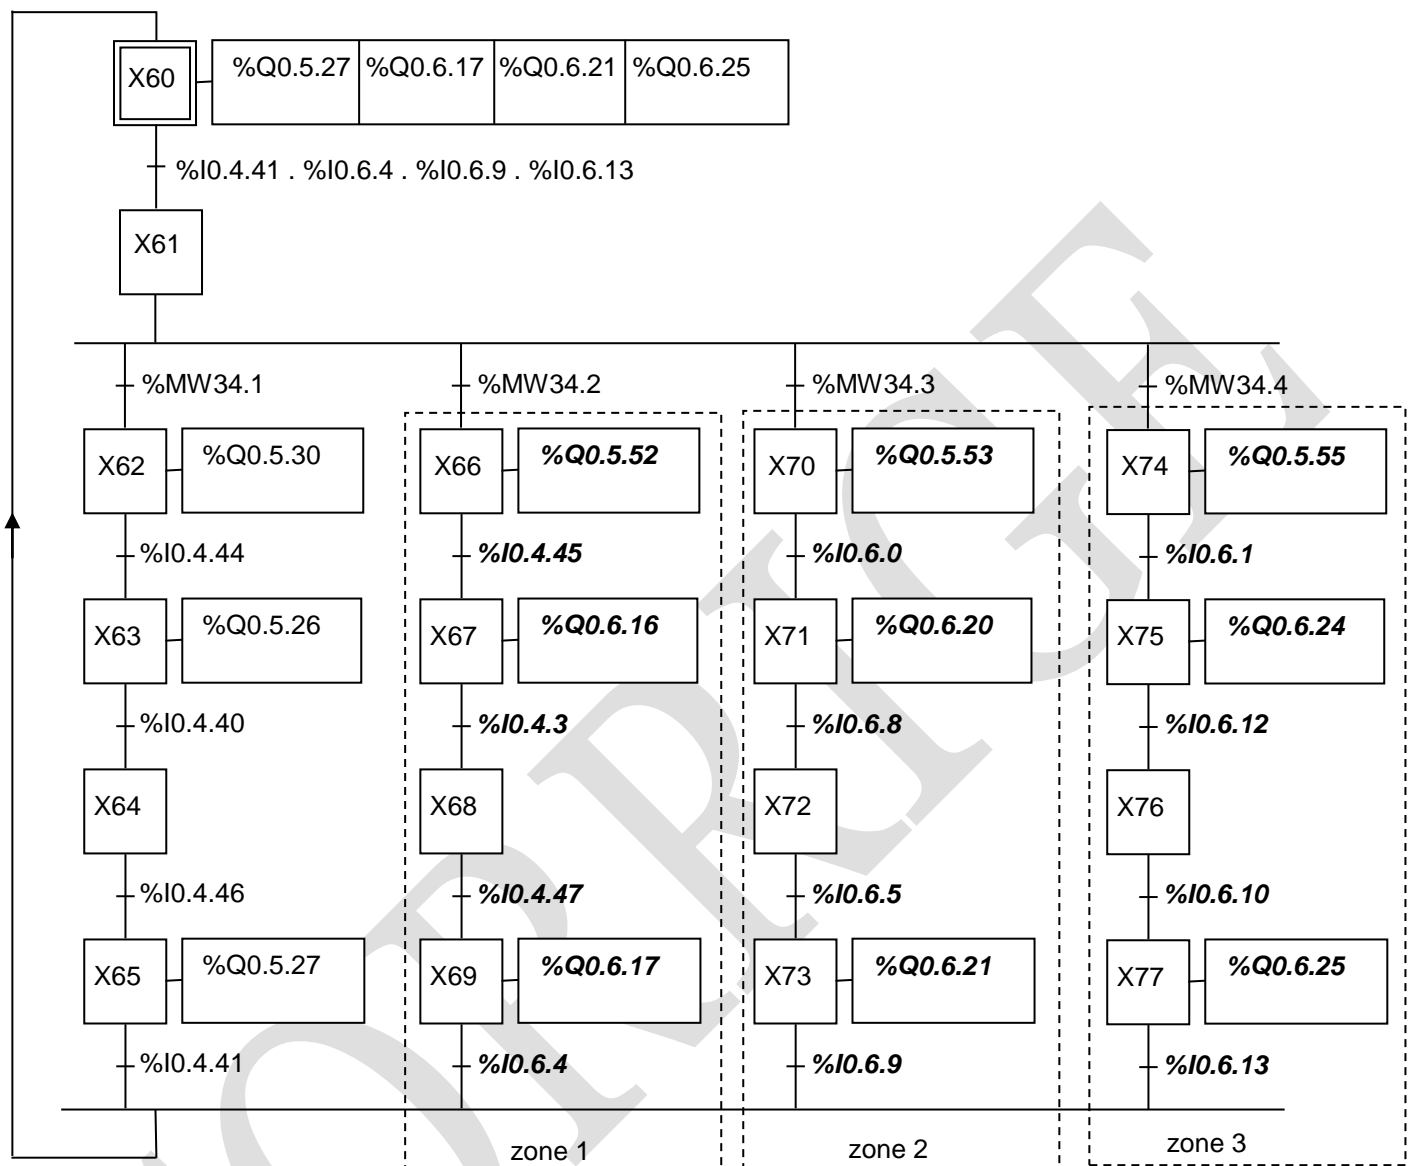 X60 %Q0.5.27 %Q0.6.17 %Q0.6.21 %Q0.6.25
%I0.4.41 . %I0.6.4 . %I0.6.9 . %I0.6.13
X61
%MW34.1 %MW34.2 %MW34.3 %MW34.4
X62 %Q0.5.30 X66 %Q0.5.52 X70 %Q0.5.53 X74 %Q0.5.55
%I0.4.44 %I0.4.45 %I0.6.0 %I0.6.1
X63 %Q0.5.26 X67 %Q0.6.16 X71 %Q0.6.20 X75 %Q0.6.24
%I0.4.40 %I0.4.3 %I0.6.8 %I0.6.12
X64 X68 X72 X76
%I0.4.46 %I0.4.47 %I0.6.5 %I0.6.10
X65 %Q0.5.27 X69 %Q0.6.17 X73 %Q0.6.21 X77 %Q0.6.25
%I0.4.41 %I0.6.4 %I0.6.9 %I0.6.13
zone 1 zone 2 zone 3